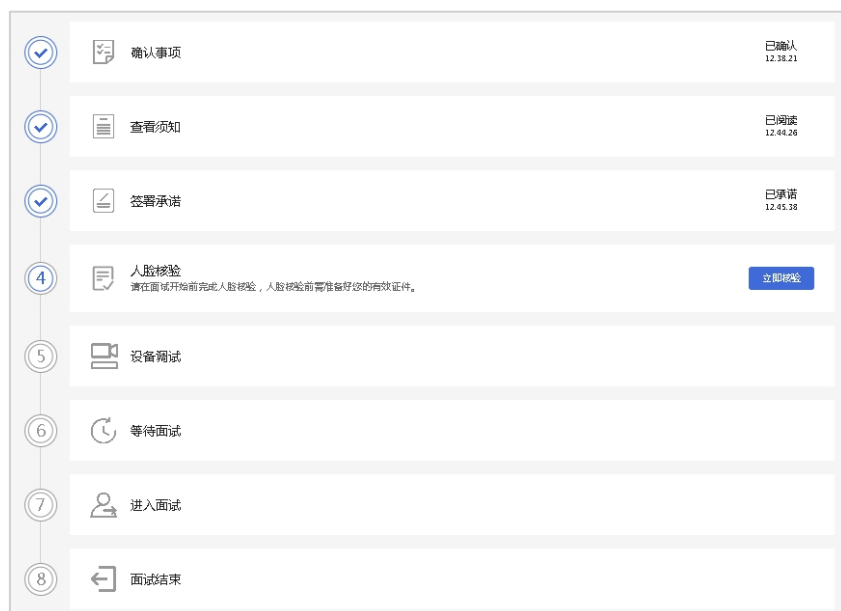 确认事项
已确认
12.38.21
查看须知
已阅读
12.44.26
签署承诺
已承诺
12.45.38
4
人脸核验
请在面试开始前完成人脸核验，人脸核验前需准备好您的有效证件。
立即核验
5
设备调试
6
等待面试
7
进入面试
8
面试结束